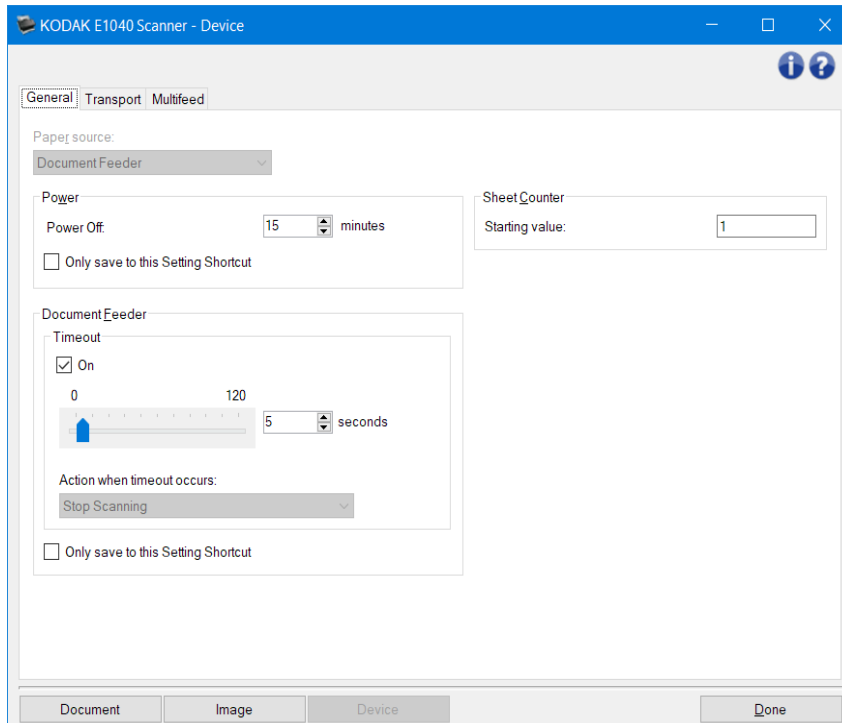 KODAK E1040 Scanner - Device
General Transport Multifeed
Paper source:
Document Feeder
Power
Power Off: 15 minutes
Only save to this Setting Shortcut
Sheet Counter
Starting value: 1
Document Feeder
Timeout
On
0 120
5 seconds
Action when timeout occurs:
Stop Scanning
Only save to this Setting Shortcut
Document Image Device Done